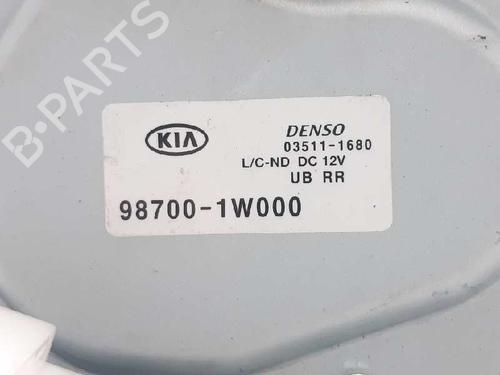 B-PARTS
KIA
DENSO
03511-1680
L/C-ND DC 12V
UB RR
98700-1W000